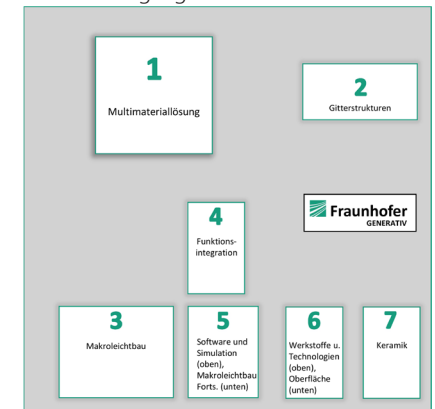 1
Multimateriallösung
2
Gitterstrukturen
Fraunhofer
GENERATIV
4
Funktions-
integration
3
Makroleichtbau
5
Software und
Simulation
(oben),
Makroleichtbau
Forts. (unten)
6
Werkstoffe u.
Technologien
(oben),
Oberfläche
(unten)
7
Keramik